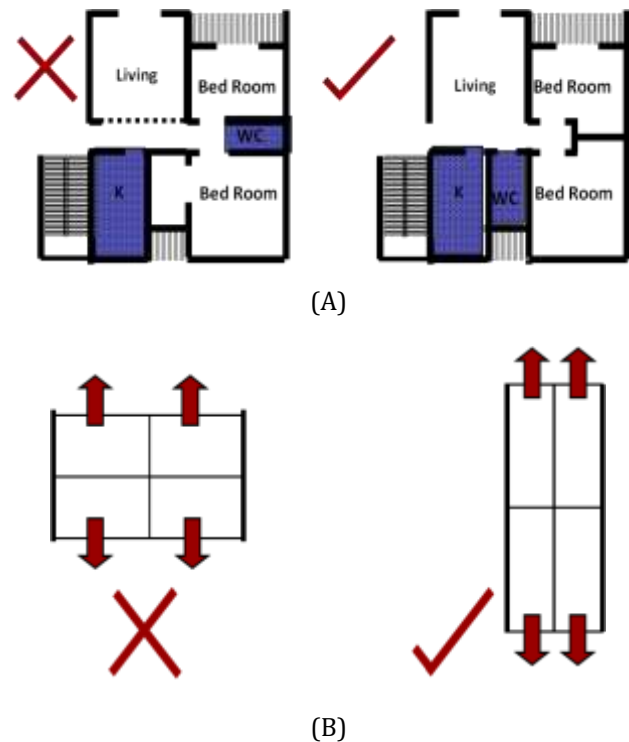 Living
Bed Room
WC
K
Bed Room
Living
Bed Room
K
WC
Bed Room
(A)
(B)